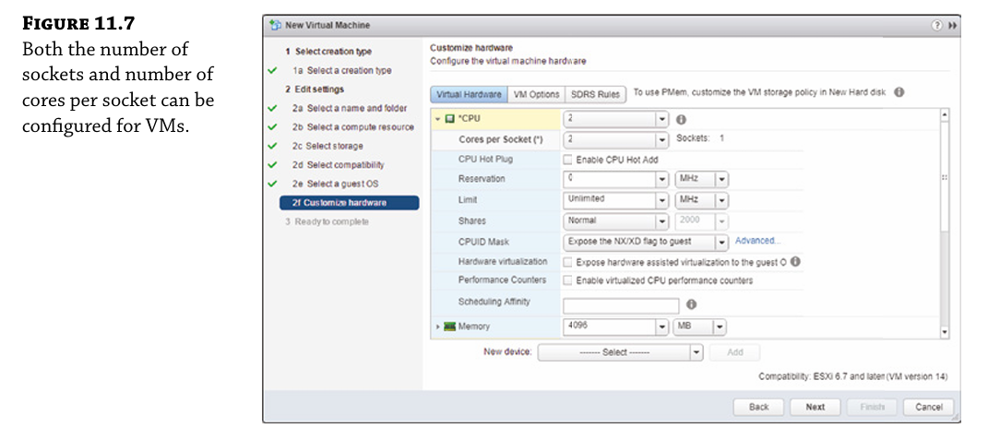 FIGURE 11.7
Both the number of
sockets and number of
cores per socket can be
configured for VMs.
New Virtual Machine
1 Select creation type
1a Select a creation type
2 Edit settings
2a Select a name and folder
2b Select a compute resource
2c Select storage
2d Select compatibility
2e Select a guest OS
2f Customize hardware
3 Ready to complete
Customize hardware
Configure the virtual machine hardware
Virtual Hardware VM Options SDRS Rules To use PMem, customize the VM storage policy in New Hard disk.
*CPU 2
Cores per Socket (*) 2 Sockets: 1
CPU Hot Plug Enable CPU Hot Add
Reservation 0 MHz
Limit Unlimited MHz
Shares Normal 2000
CPUID Mask Expose the NX/XD flag to guest Advanced...
Hardware virtualization Expose hardware assisted virtualization to the guest O
Performance Counters Enable virtualized CPU performance counters
Scheduling Affinity
Memory 4096 MB
New device: ------- Select ------- Add
Compatibility: ESXi 6.7 and later (VM version 14)
Back Next Finish Cancel